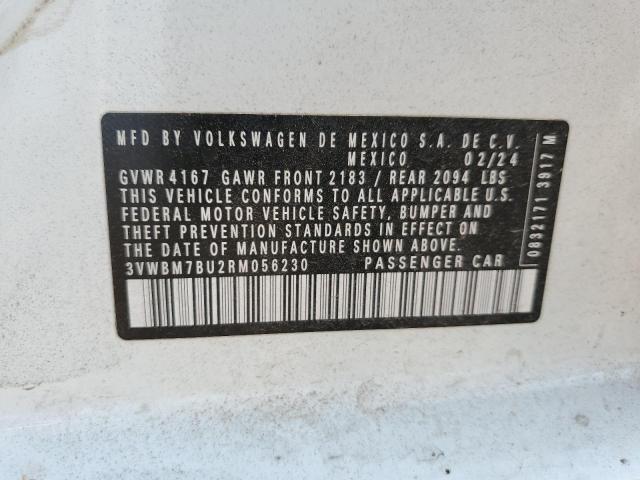 MFD BY VOLKSWAGEN DE MEXICO S.A. DE C.V.
MEXICO 02/24
GVWR 4167 GAWR FRONT 2183 / REAR 2094 LBS
THIS VEHICLE CONFORMS TO ALL APPLICABLE U.S.
FEDERAL MOTOR VEHICLE SAFETY, BUMPER AND
THEFT PREVENTION STANDARDS IN EFFECT ON
THE DATE OF MANUFACTURE SHOWN ABOVE.
3VWBM7BU2RM056230 PASSENGER CAR
0832171 3917 M